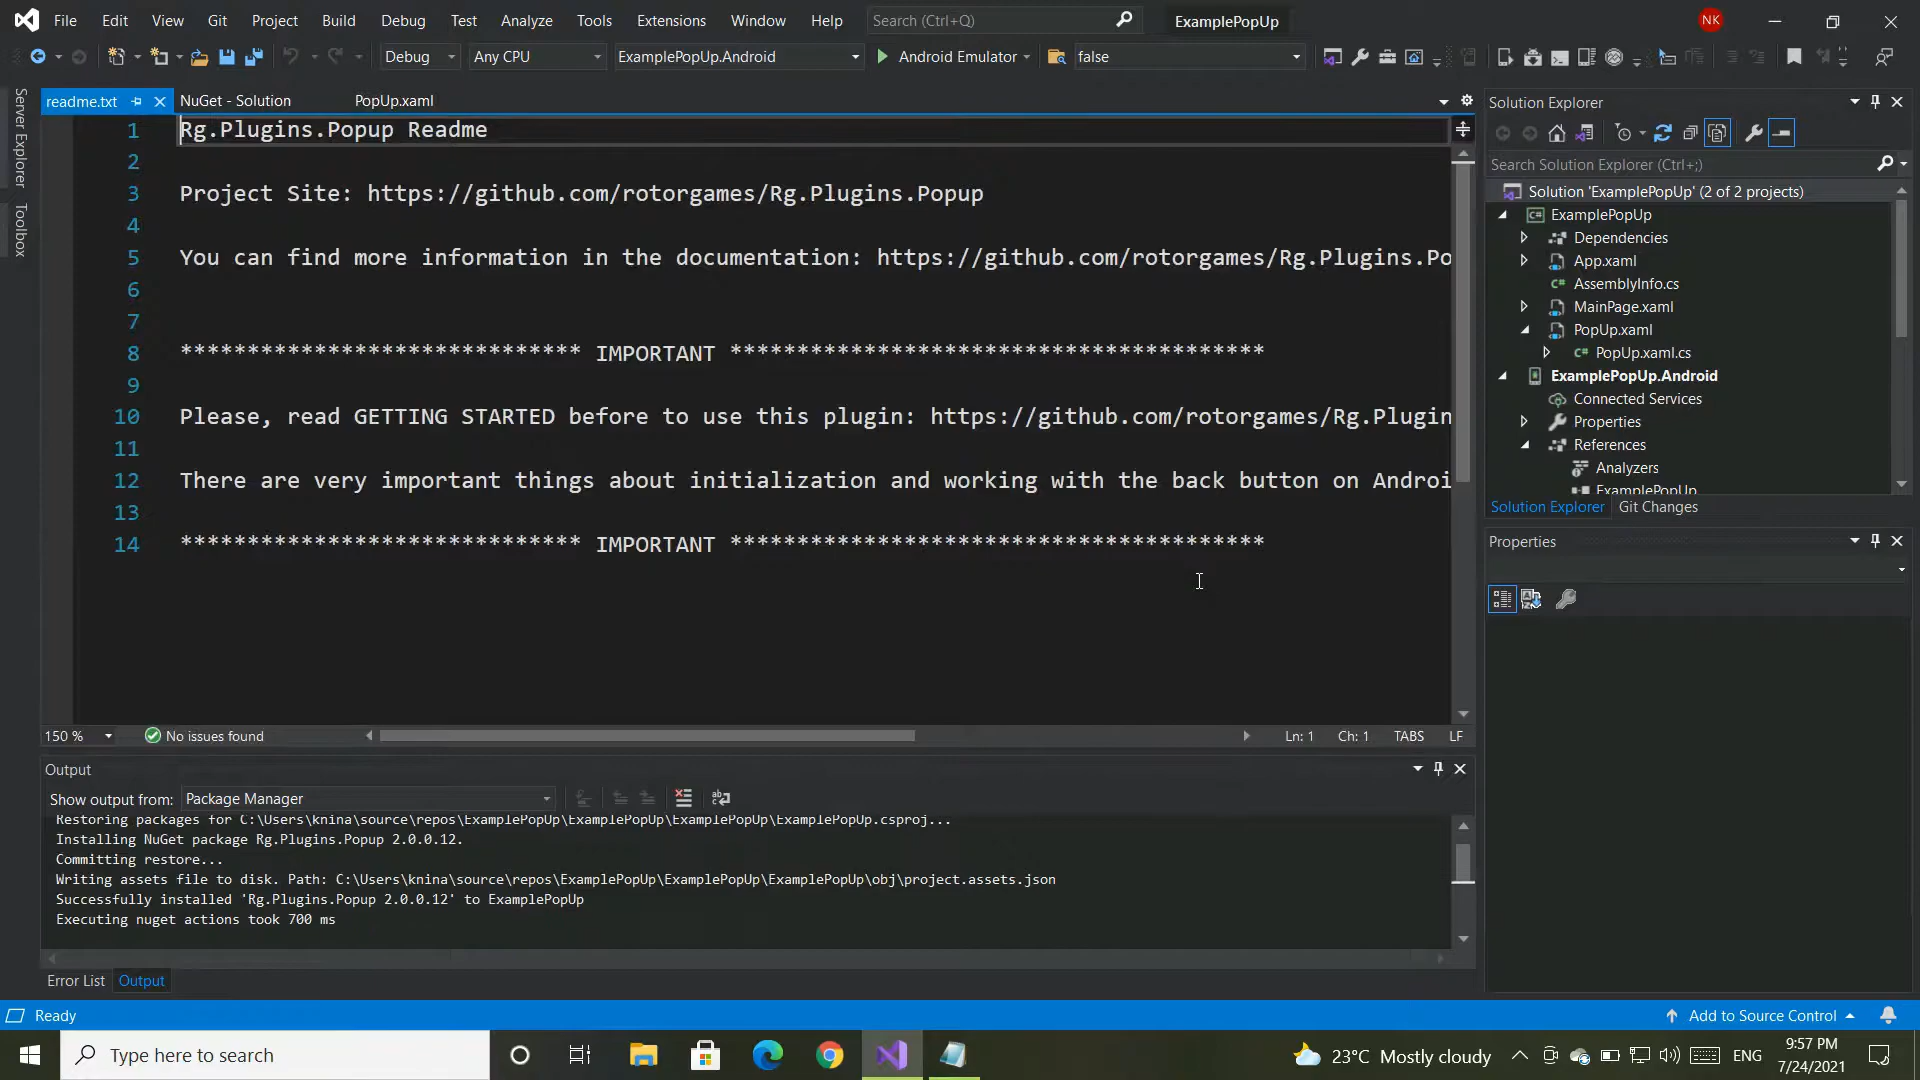 File Edit View Git Project Build Debug Test Analyze Tools Extensions Window Help Search (Ctrl+Q) ExamplePopUp NK
Debug Any CPU ExamplePopUp.Android Android Emulator false
Server Explorer
Toolbox
readme.txt NuGet - Solution PopUp.xaml
1 Rg.Plugins.Popup Readme
2
3 Project Site: https://github.com/rotorgames/Rg.Plugins.Popup
4
5 You can find more information in the documentation: https://github.com/rotorgames/Rg.Plugins.Po
6
7
8 ****************************** IMPORTANT ****************************************
9
10 Please, read GETTING STARTED before to use this plugin: https://github.com/rotorgames/Rg.Plugin
11
12 There are very important things about initialization and working with the back button on Androi
13
14 ****************************** IMPORTANT ****************************************
150 % No issues found Ln: 1 Ch: 1 TABS LF
Output
Show output from: Package Manager
Restoring packages for C:\Users\knina\source\repos\ExamplePopUp\ExamplePopUp\ExamplePopUp\ExamplePopUp.csproj...
Installing NuGet package Rg.Plugins.Popup 2.0.0.12.
Committing restore...
Writing assets file to disk. Path: C:\Users\knina\source\repos\ExamplePopUp\ExamplePopUp\ExamplePopUp\obj\project.assets.json
Successfully installed 'Rg.Plugins.Popup 2.0.0.12' to ExamplePopUp
Executing nuget actions took 700 ms
Error List Output
Solution Explorer
Search Solution Explorer (Ctrl+;)
Solution 'ExamplePopUp' (2 of 2 projects)
ExamplePopUp
Dependencies
App.xaml
AssemblyInfo.cs
MainPage.xaml
PopUp.xaml
PopUp.xaml.cs
ExamplePopUp.Android
Connected Services
Properties
References
Analyzers
ExamplePopUp
Solution Explorer Git Changes
Properties
Ready Add to Source Control
Type here to search 23°C Mostly cloudy ENG 9:57 PM
7/24/2021